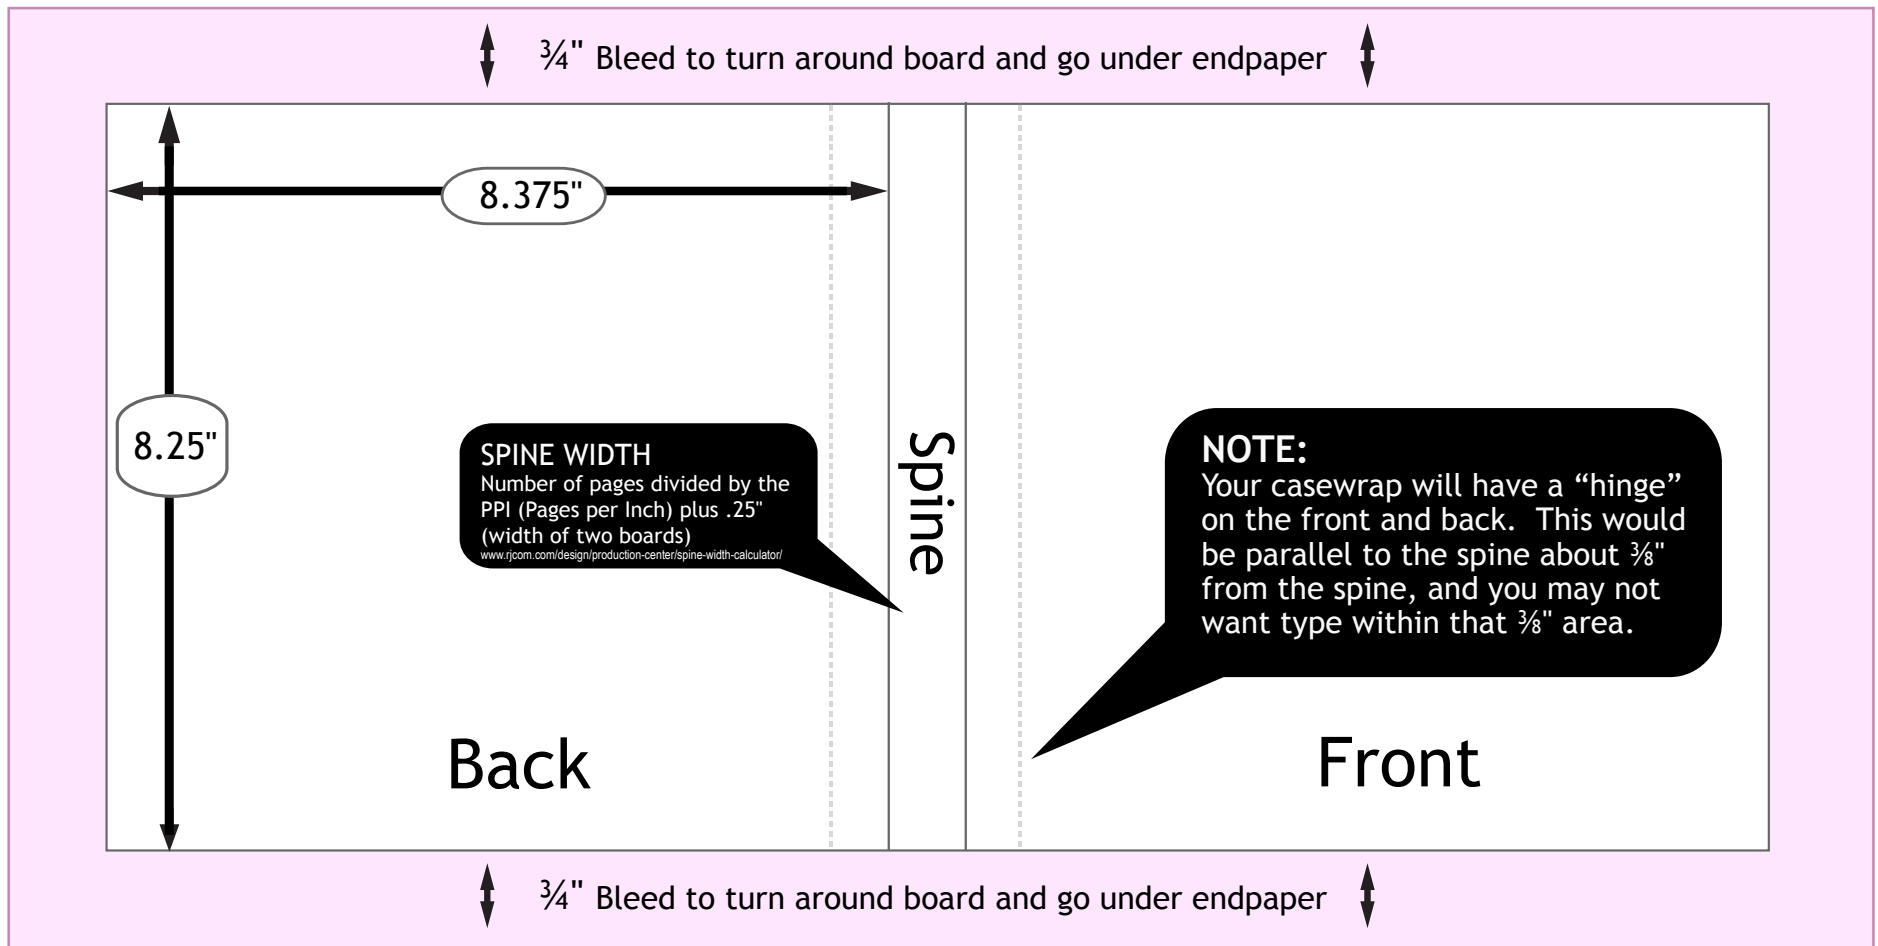 ¾" Bleed to turn around board and go under endpaper
8.375"
8.25"
SPINE WIDTH
Number of pages divided by the
PPI (Pages per Inch) plus .25"
(width of two boards)
www.rjcom.com/design/production-center/spine-width-calculator/
Spine
NOTE:
Your casewrap will have a “hinge”
on the front and back.  This would
be parallel to the spine about ⅜"
from the spine, and you may not
want type within that ⅜" area.
Back
Front
¾" Bleed to turn around board and go under endpaper